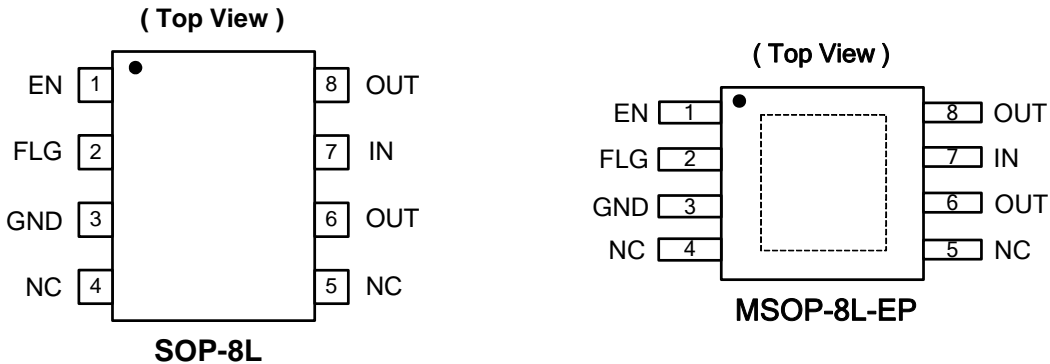 ( Top View )
EN 1 8 OUT
FLG 2 7 IN
GND 3 6 OUT
NC 4 5 NC
SOP-8L
( Top View )
EN 1 8 OUT
FLG 2 7 IN
GND 3 6 OUT
NC 4 5 NC
MSOP-8L-EP